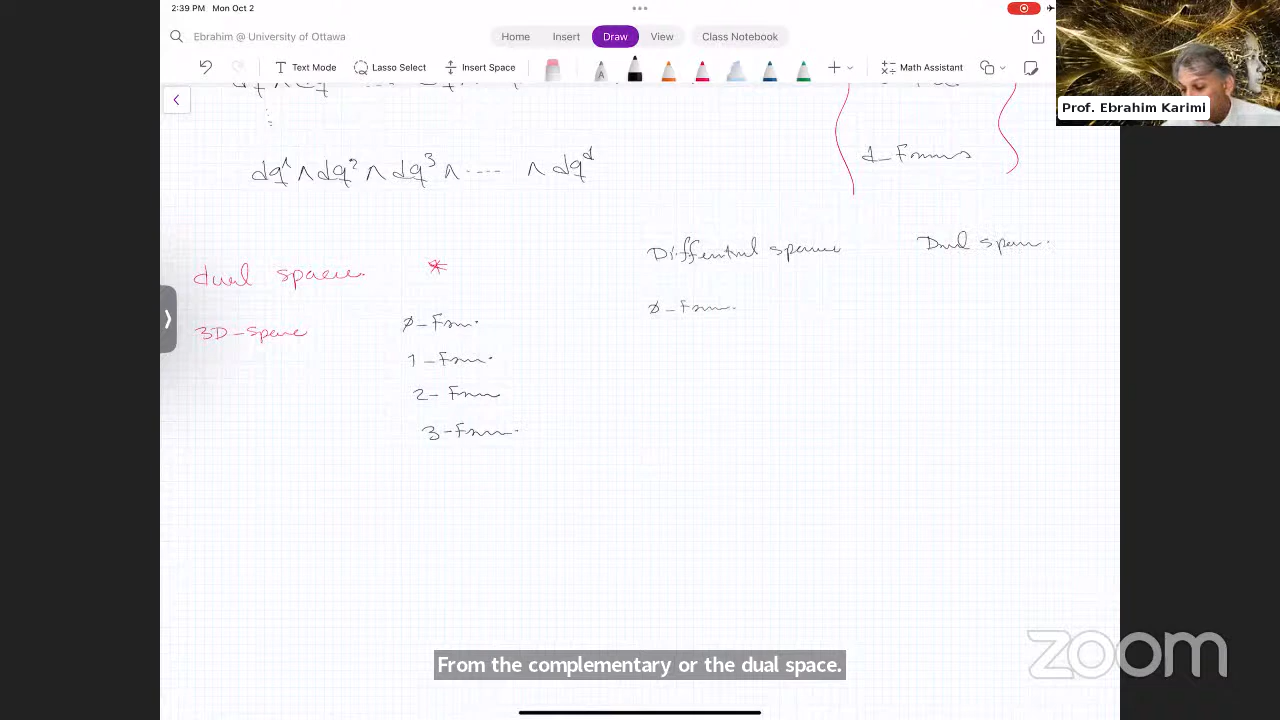 2:39 PM Mon Oct 2
Ebrahim @ University of Ottawa
Home Insert Draw View Class Notebook
Text Mode Lasso Select Insert Space Math Assistant
Prof. Ebrahim Karimi
d-Forms
dq¹ ∧ dq² ∧ dq³ ∧ .... ∧ dq^d
Differential space Dual space.
dual space. *
0-Form.
3D-Space 0-Form.
1-Form.
2-Form
3-Form.
From the complementary or the dual space.
zoom